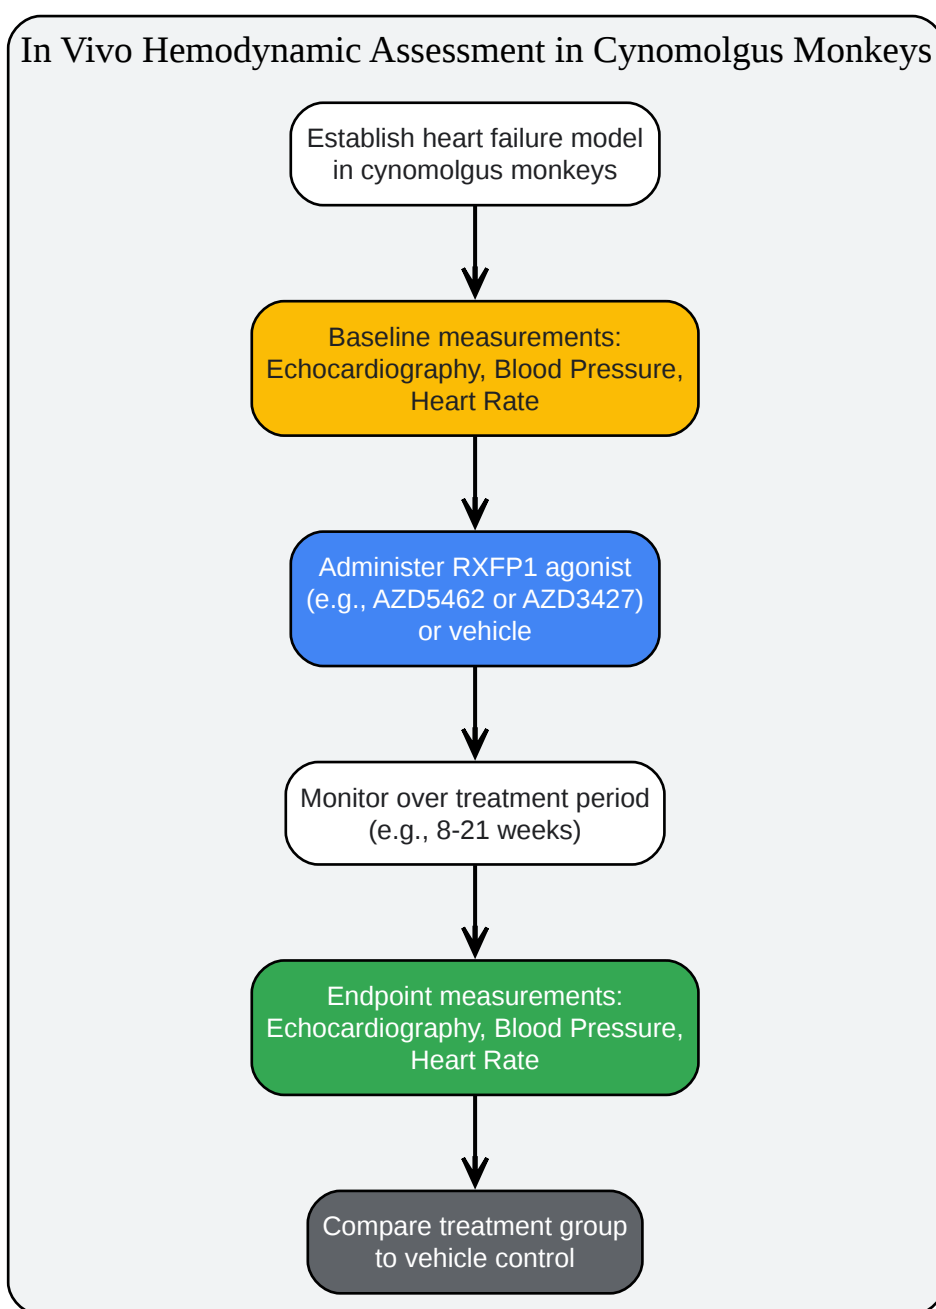 In Vivo Hemodynamic Assessment in Cynomolgus Monkeys
Establish heart failure model
in cynomolgus monkeys
Baseline measurements:
Echocardiography, Blood Pressure,
Heart Rate
Administer RXFP1 agonist
(e.g., AZD5462 or AZD3427)
or vehicle
Monitor over treatment period
(e.g., 8-21 weeks)
Endpoint measurements:
Echocardiography, Blood Pressure,
Heart Rate
Compare treatment group
to vehicle control